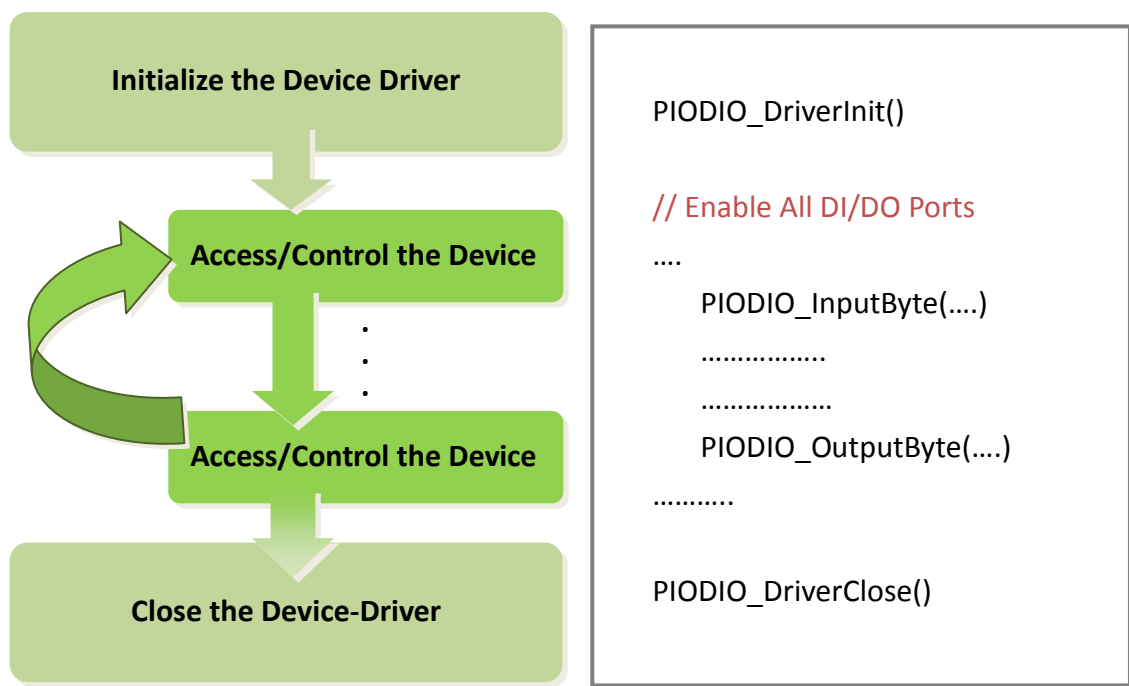 Initialize the Device Driver
Access/Control the Device
.
.
.
Access/Control the Device
Close the Device-Driver
PIODIO_DriverInit()
// Enable All DI/DO Ports
….
PIODIO_InputByte(….)
……………..
………………
PIODIO_OutputByte(….)
………..
PIODIO_DriverClose()